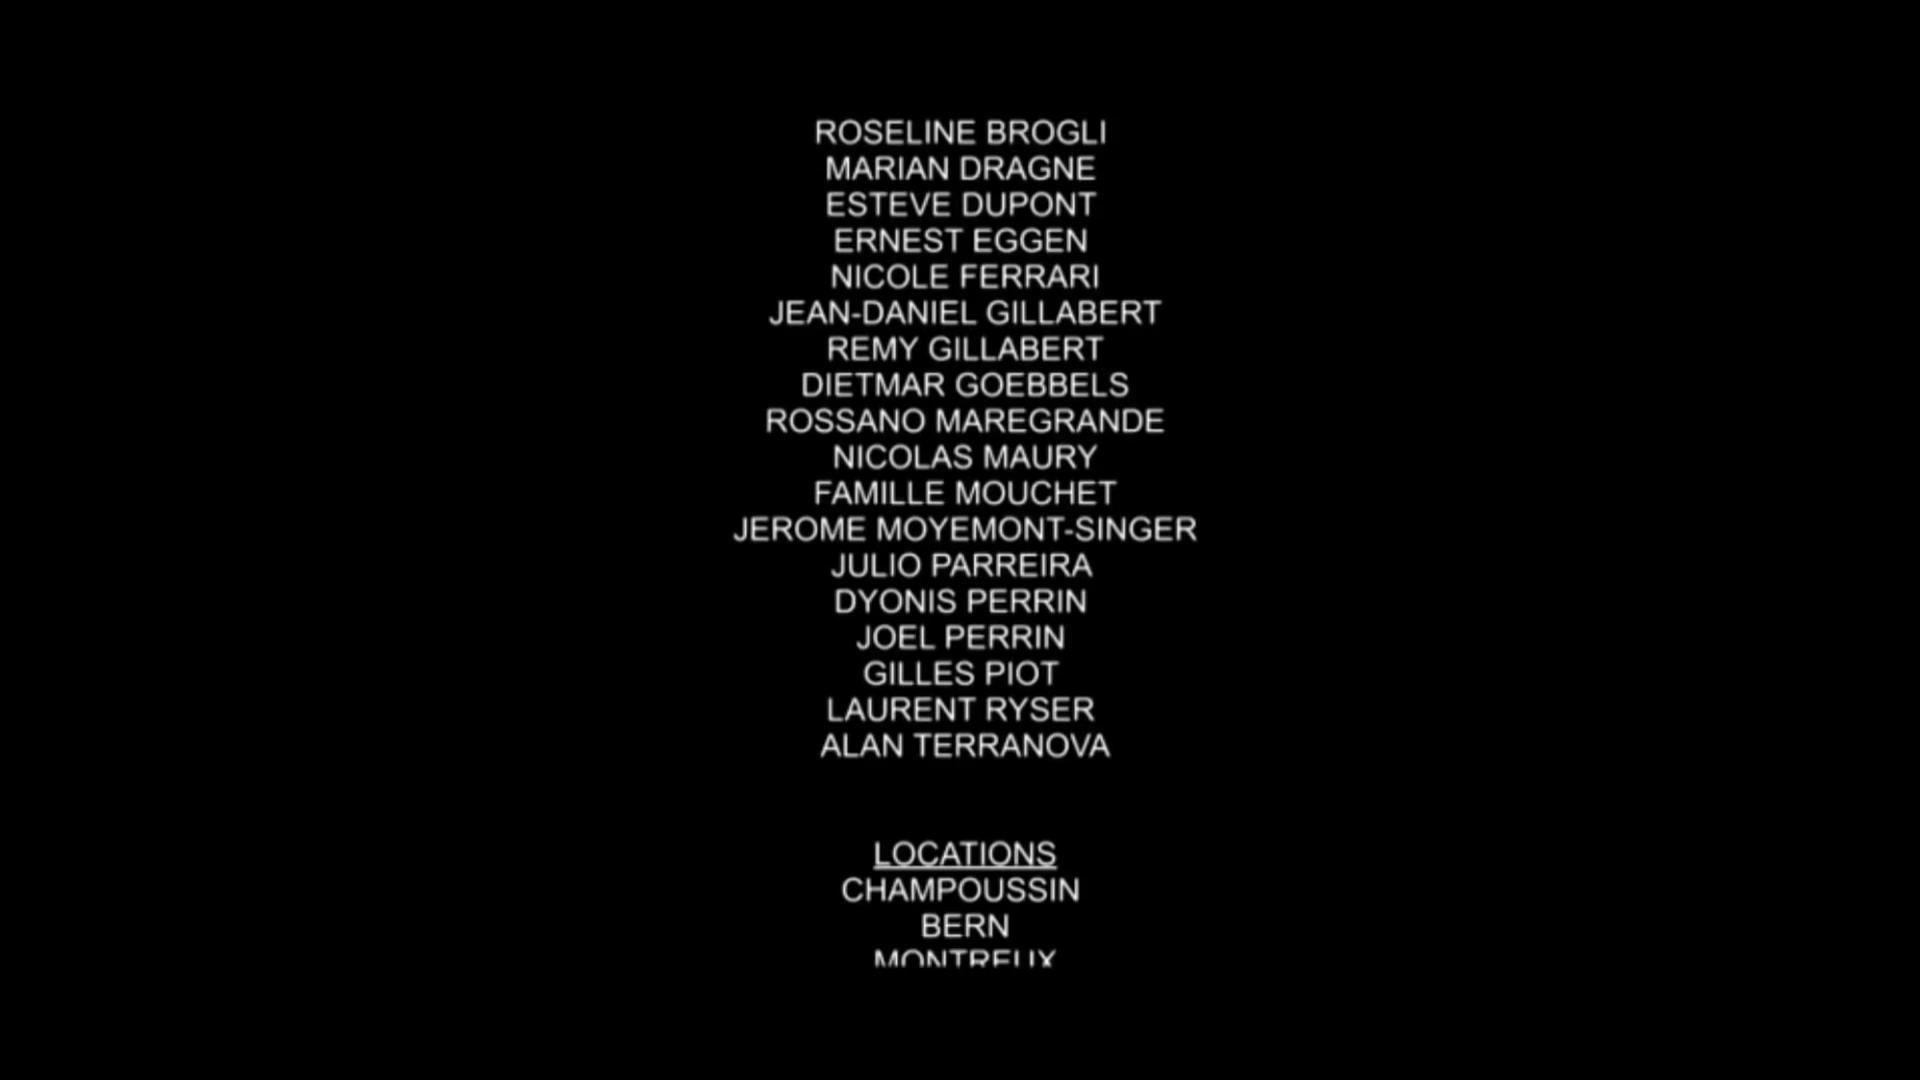 ROSELINE BROGLI
MARIAN DRAGNE
ESTEVE DUPONT
ERNEST EGGEN
NICOLE FERRARI
JEAN-DANIEL GILLABERT
REMY GILLABERT
DIETMAR GOEBBELS
ROSSANO MAREGRANDE
NICOLAS MAURY
FAMILLE MOUCHET
JEROME MOYEMONT-SINGER
JULIO PARREIRA
DYONIS PERRIN
JOEL PERRIN
GILLES PIOT
LAURENT RYSER
ALAN TERRANOVA
LOCATIONS
CHAMPOUSSIN
BERN
MONTREUX